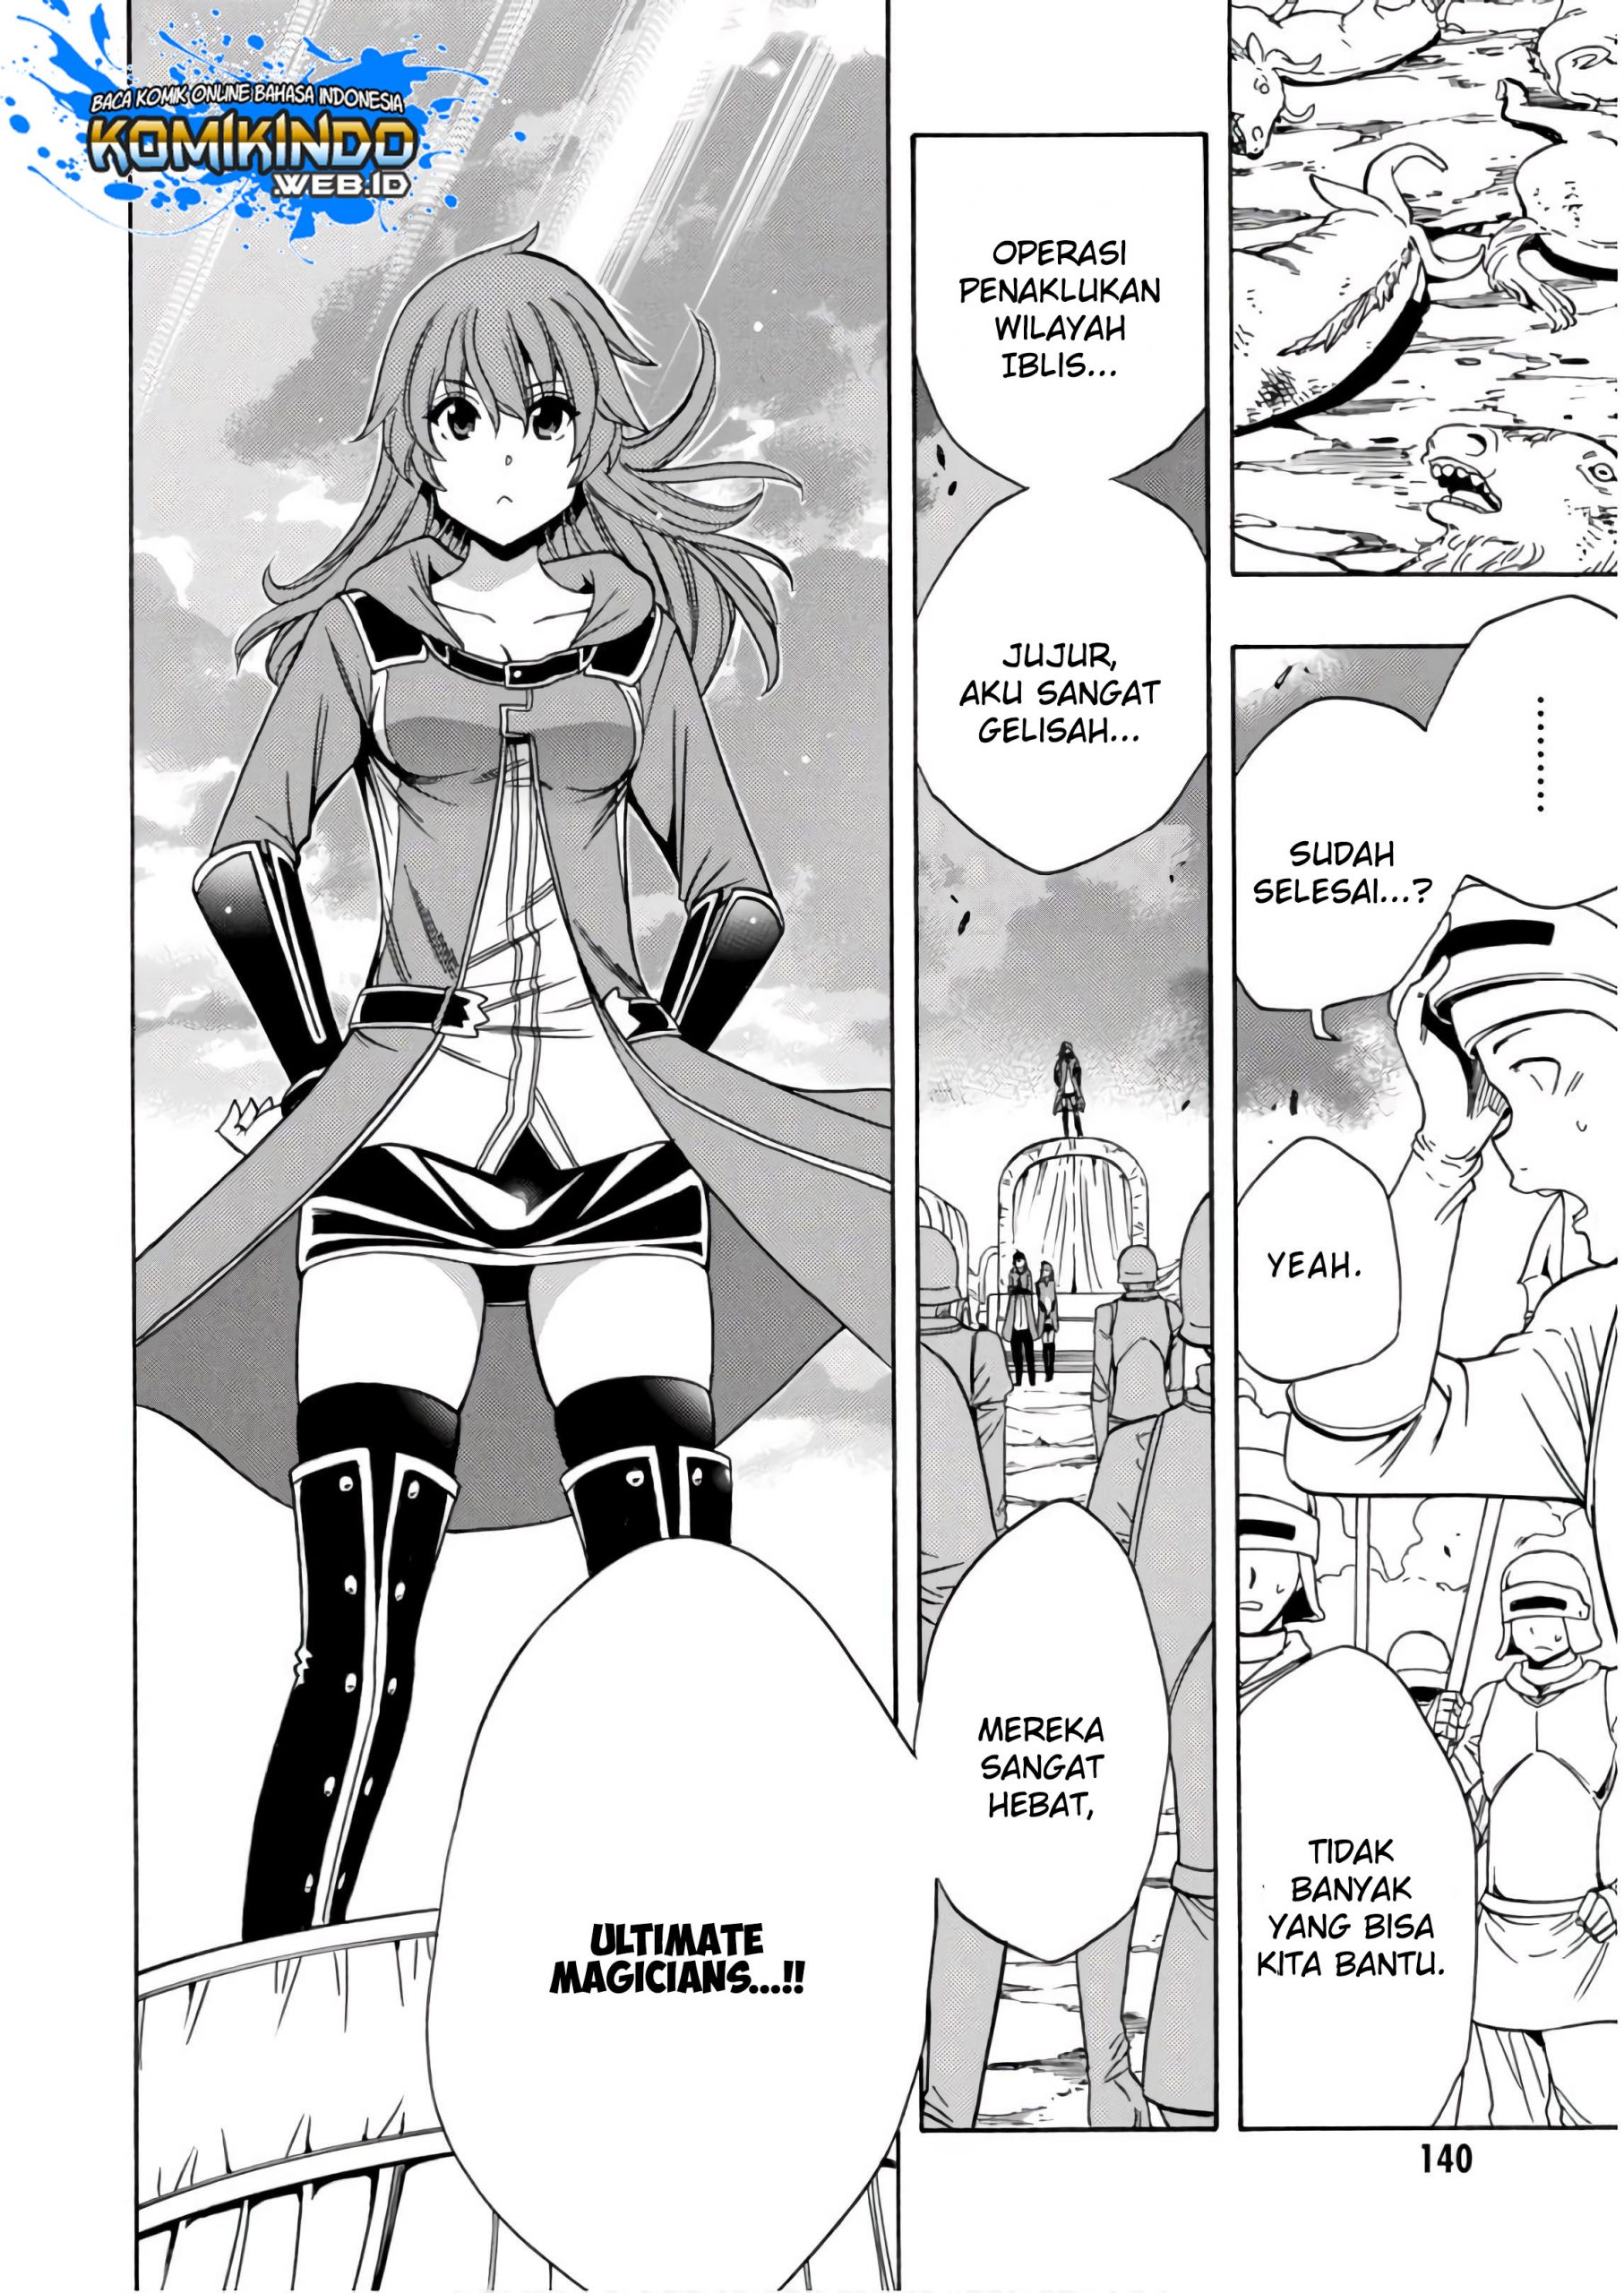 BACA KOMIK ONLINE BAHASA INDONESIA
KOMIKINDO
.WEB.ID
.........
SUDAH
SELESAI...?
YEAH.
TIDAK
BANYAK
YANG BISA
KITA BANTU.
OPERASI
PENAKLUKAN
WILAYAH
IBLIS...
JUJUR,
AKU SANGAT
GELISAH...
MEREKA
SANGAT
HEBAT,
ULTIMATE
MAGICIANS...!!
140